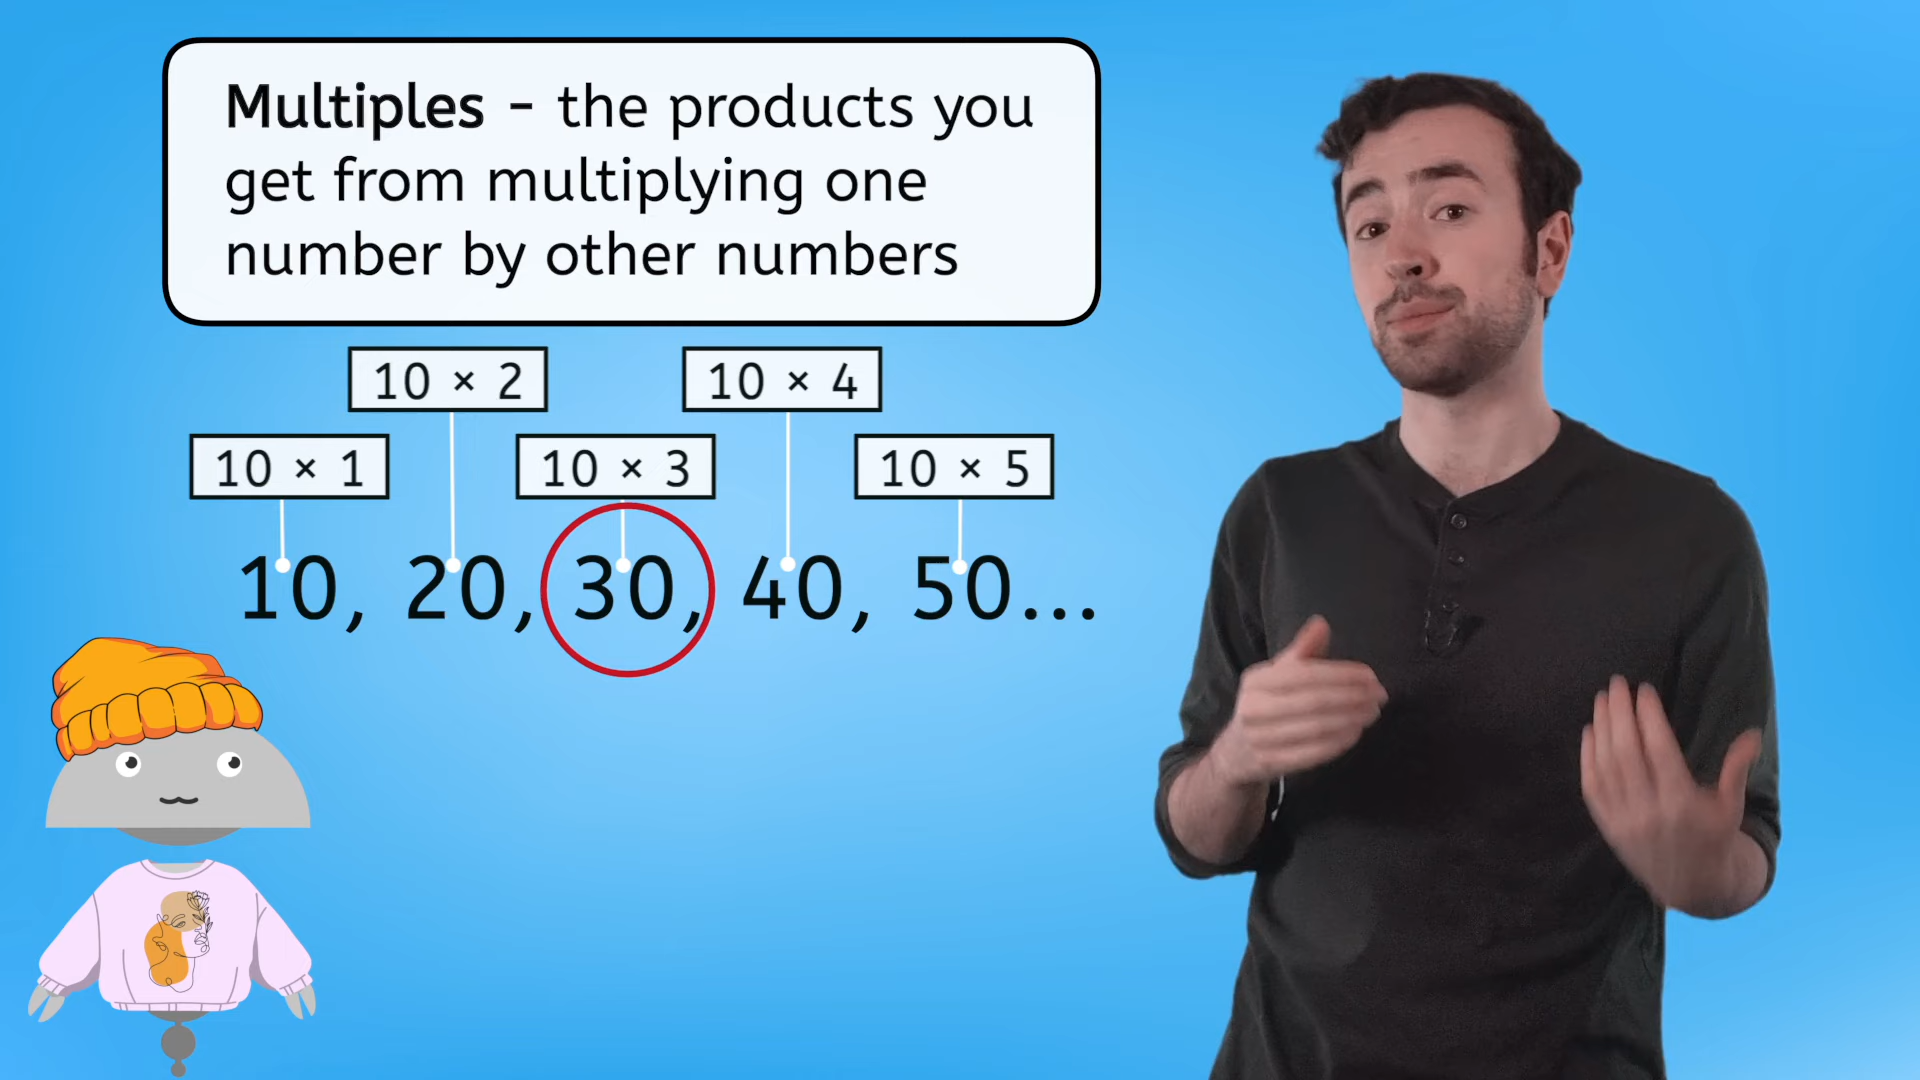 Multiples - the products you
get from multiplying one
number by other numbers
10 × 2
10 × 4
10 × 1
10 × 3
10 × 5
10, 20, 30, 40, 50...